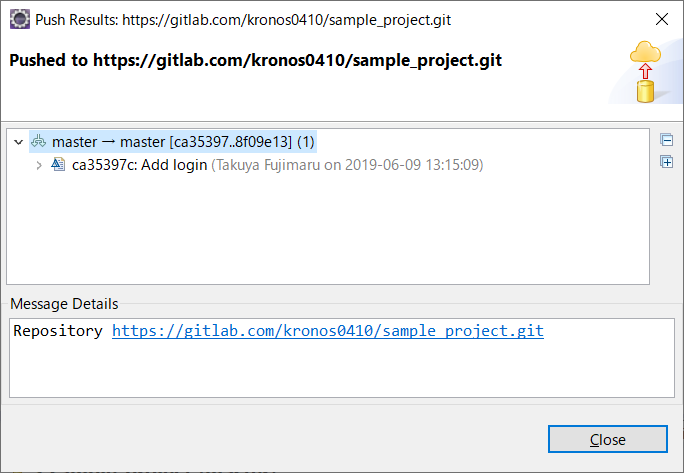 Push Results: https://gitlab.com/kronos0410/sample_project.git
Pushed to https://gitlab.com/kronos0410/sample_project.git
master → master [ca35397..8f09e13] (1)
ca35397c: Add login (Takuya Fujimaru on 2019-06-09 13:15:09)
Message Details
Repository https://gitlab.com/kronos0410/sample_project.git
Close